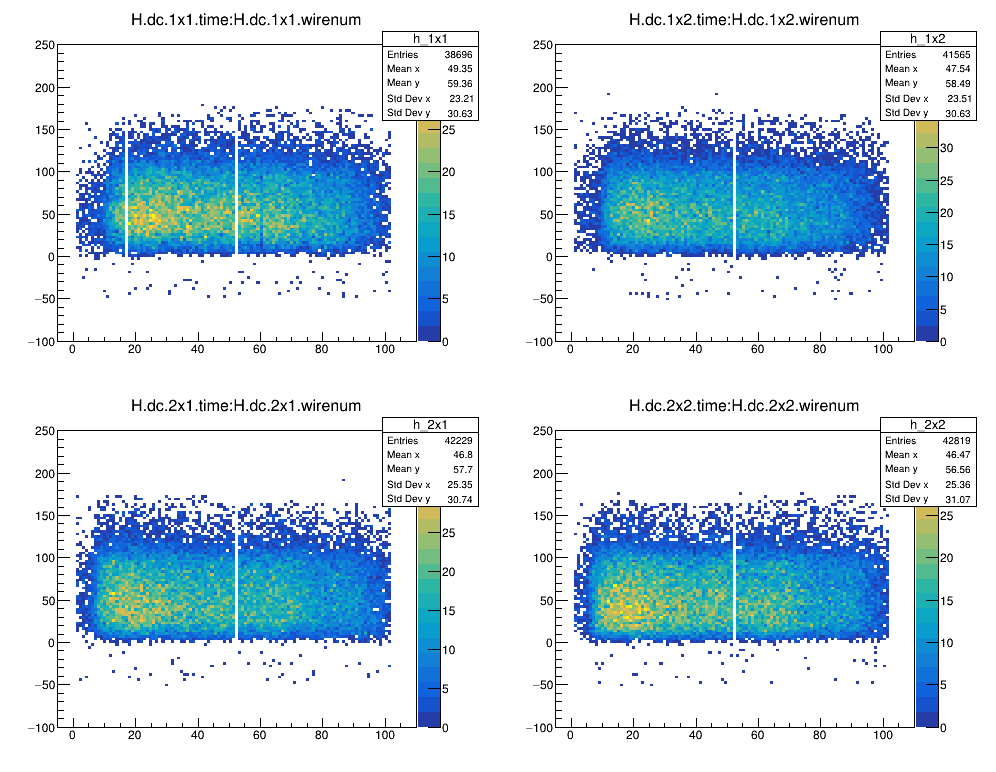 H.dc.1x1.time:H.dc.1x1.wirenum
h_1x1
Entries 38696
Mean x 49.35
Mean y 59.36
Std Dev x 23.21
Std Dev y 30.63
250
200
150
100
50
0
−50
−100
0 20 40 60 80 100
25
20
15
10
5
0
H.dc.1x2.time:H.dc.1x2.wirenum
h_1x2
Entries 41565
Mean x 47.54
Mean y 58.49
Std Dev x 23.51
Std Dev y 30.63
250
200
150
100
50
0
−50
−100
0 20 40 60 80 100
30
25
20
15
10
5
0
H.dc.2x1.time:H.dc.2x1.wirenum
h_2x1
Entries 42229
Mean x 46.8
Mean y 57.7
Std Dev x 25.35
Std Dev y 30.74
250
200
150
100
50
0
−50
−100
0 20 40 60 80 100
25
20
15
10
5
0
H.dc.2x2.time:H.dc.2x2.wirenum
h_2x2
Entries 42819
Mean x 46.47
Mean y 56.56
Std Dev x 25.36
Std Dev y 31.07
250
200
150
100
50
0
−50
−100
0 20 40 60 80 100
25
20
15
10
5
0